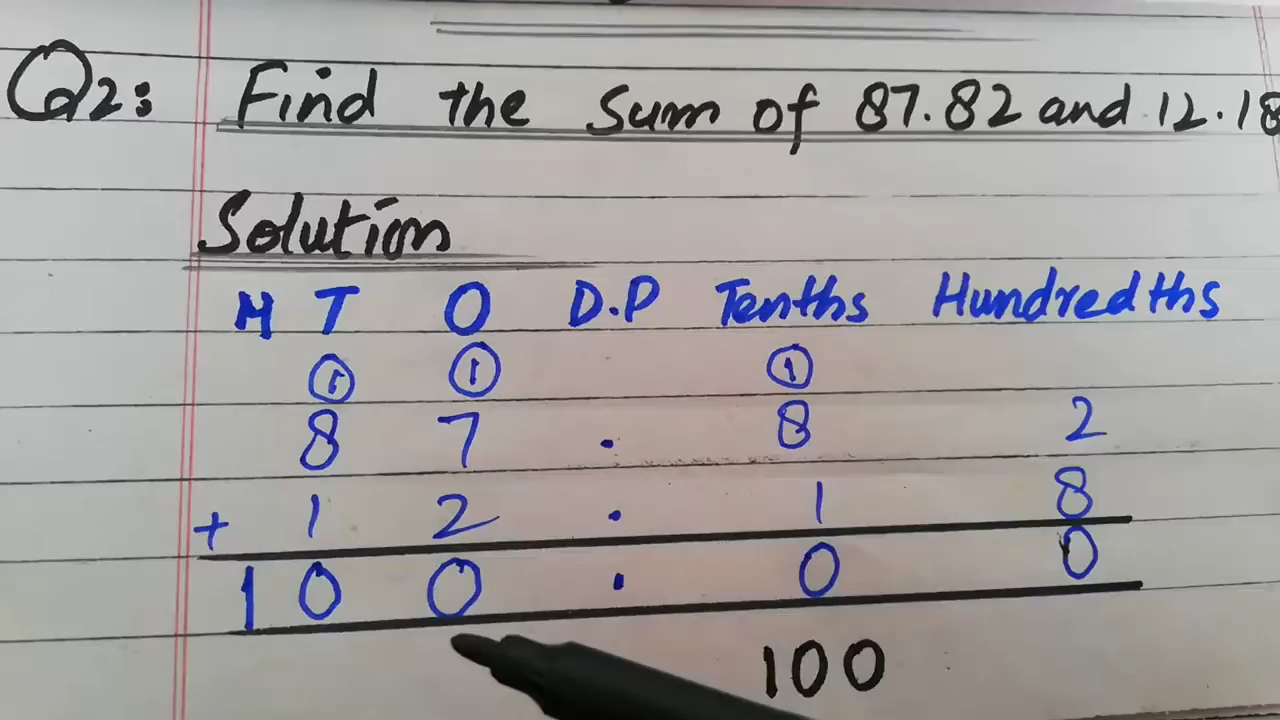 Q2: Find the sum of 87.82 and 12.18
Solution
H T O D.P Tenths Hundredths
1 1 1
8 7 . 8 2
+ 1 2 . 1 8
1 0 0 . 0 0
100